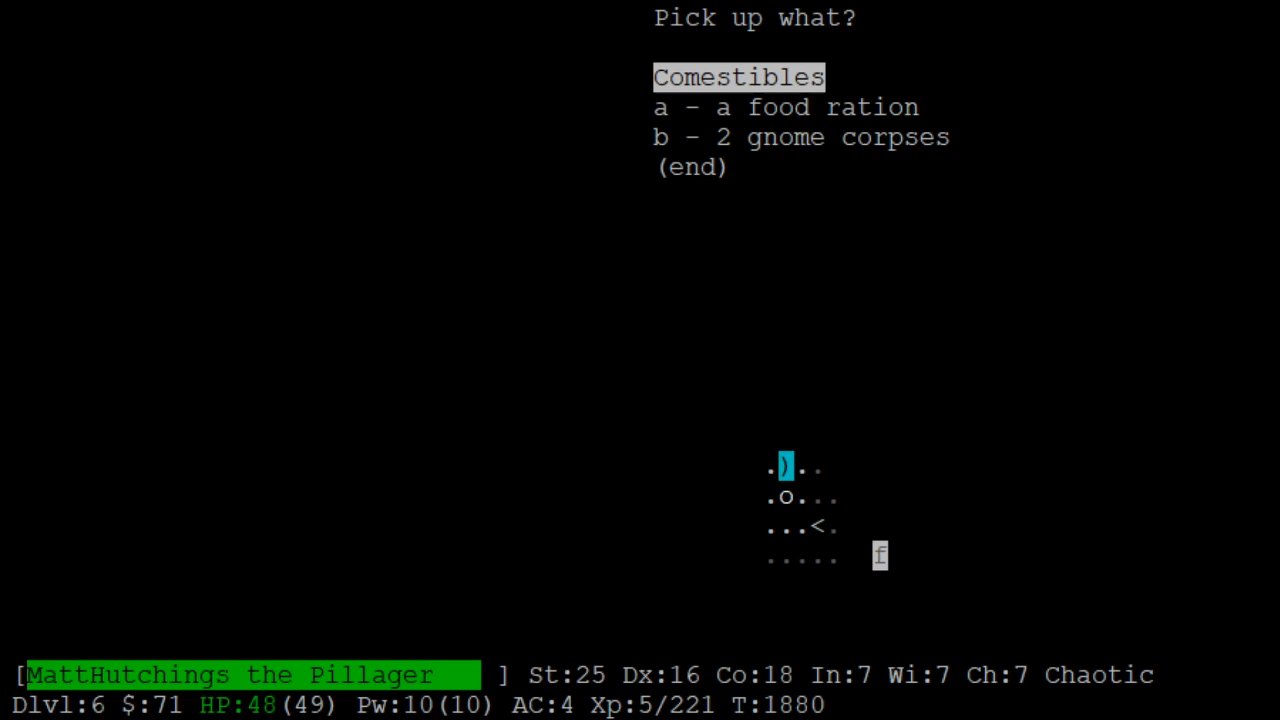 Pick up what?
Comestibles
a - a food ration
b - 2 gnome corpses
(end)
.)..
.o...
...<.
..... f
[MattHutchings the Pillager ] St:25 Dx:16 Co:18 In:7 Wi:7 Ch:7 Chaotic
Dlvl:6 $:71 HP:48(49) Pw:10(10) AC:4 Xp:5/221 T:1880